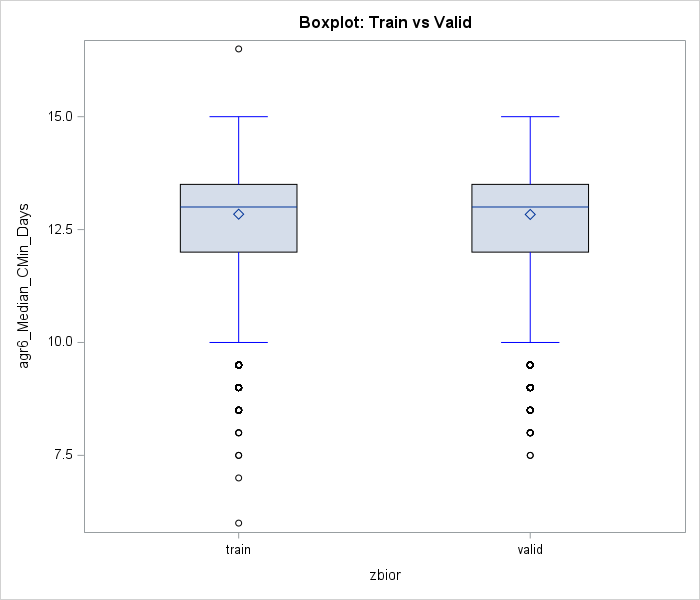 Boxplot: Train vs Valid
agr6_Median_CMin_Days
15.0
12.5
10.0
7.5
train valid
zbior